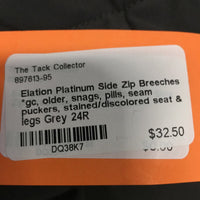 The Tack Collector
897613-95
Elation Platinum Side Zip Breeches
*gc, older, snags, pills, seam
puckers, stained/discolored seat &
legs Grey 24R
$32.50
DQ38K7